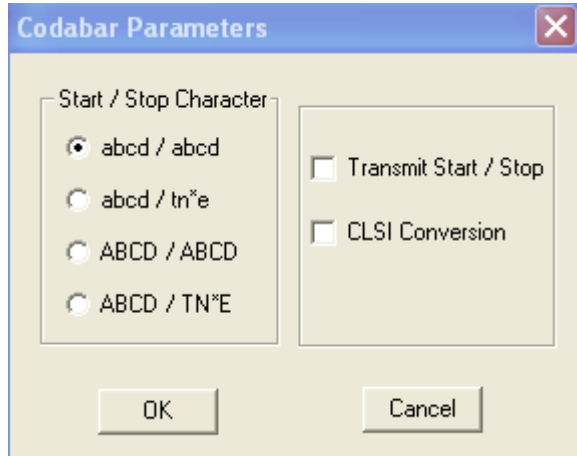 Codabar Parameters
Start / Stop Character
abcd / abcd
abcd / tn*e
ABCD / ABCD
ABCD / TN*E
Transmit Start / Stop
CLSI Conversion
OK
Cancel